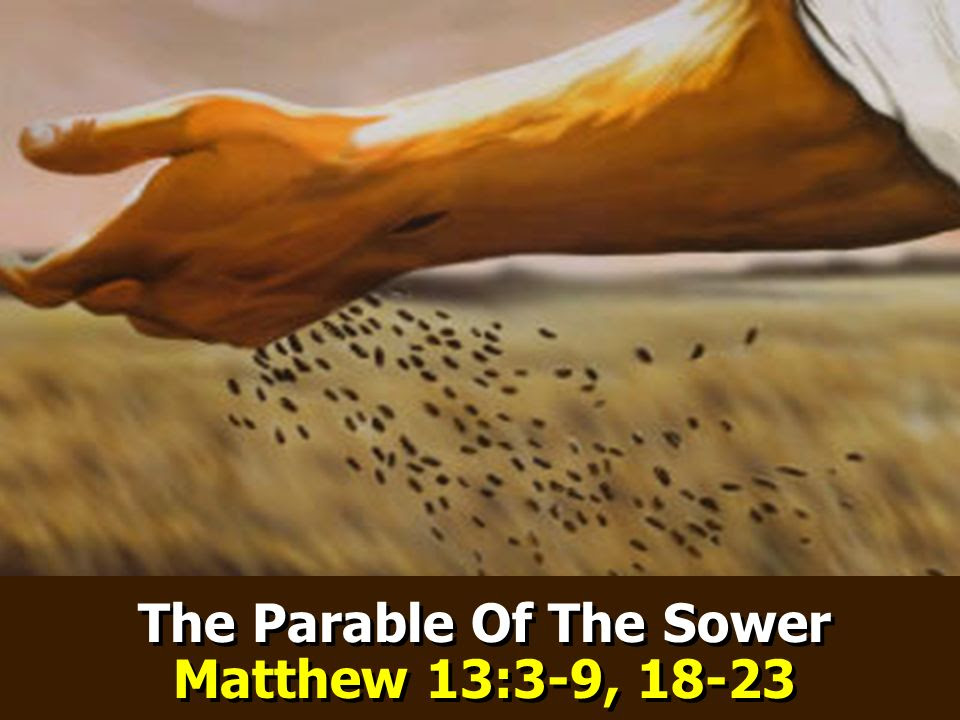 The Parable Of The Sower
Matthew 13:3-9, 18-23